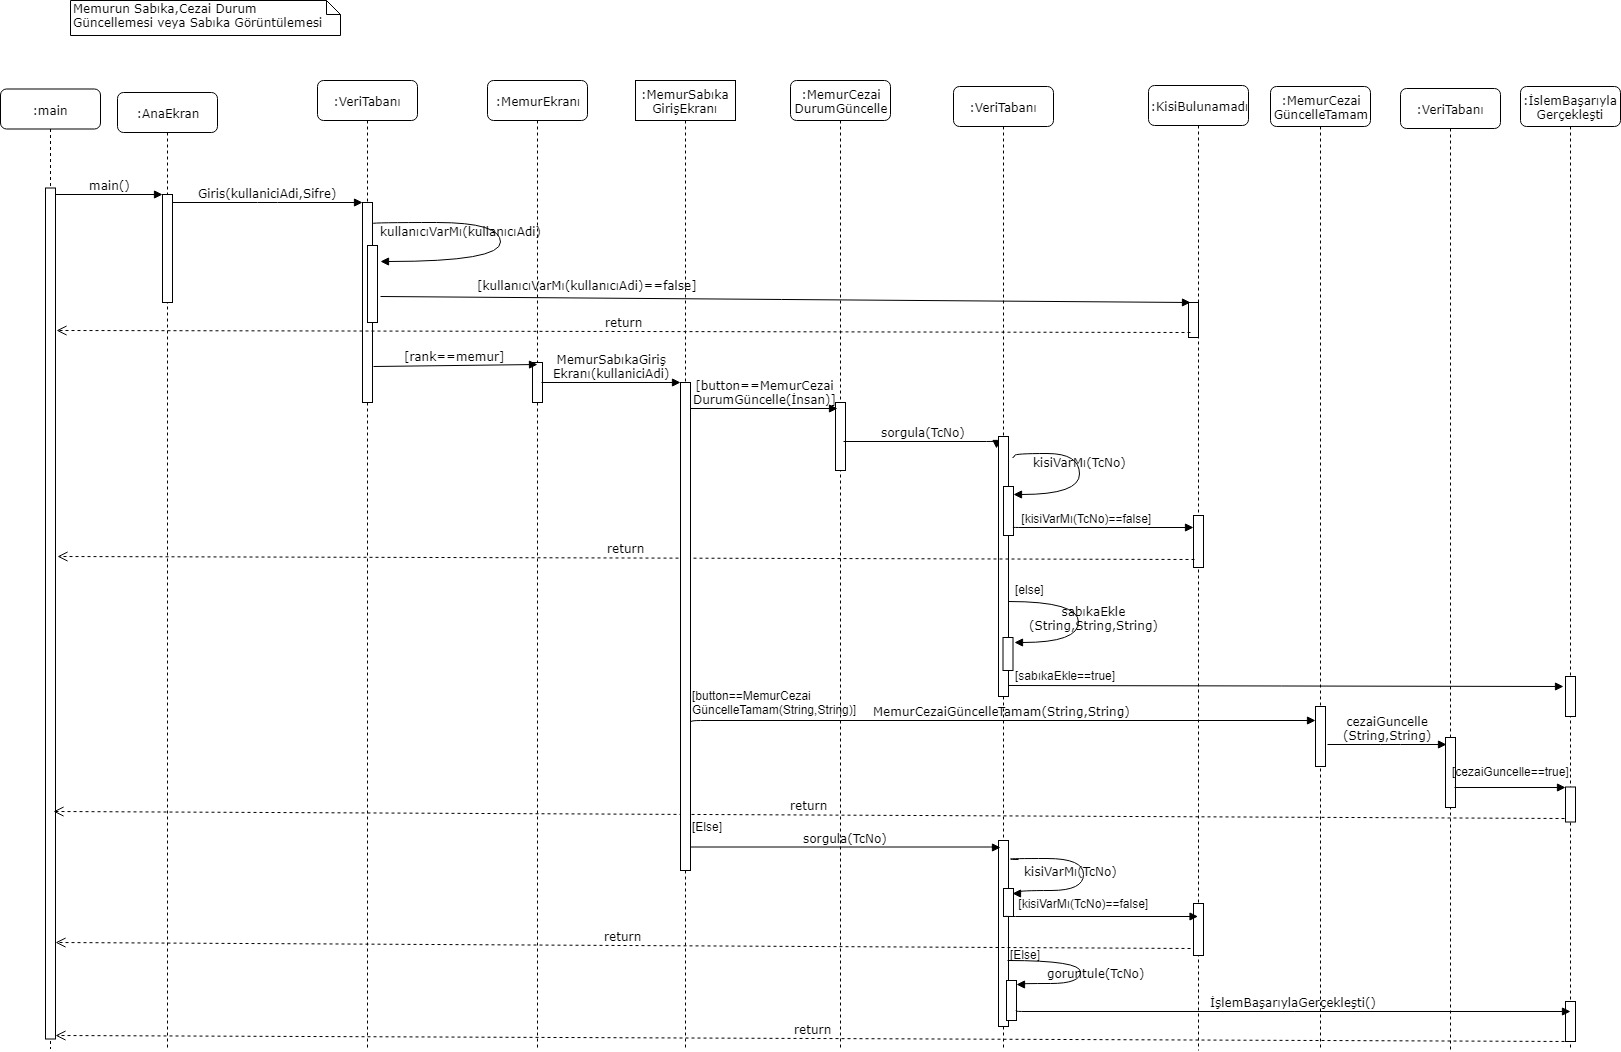 Memurun Sabıka,Cezai Durum
Güncellemesi veya Sabıka Görüntülemesi
:main
:AnaEkran
:VeriTabanı
:MemurEkranı
:MemurSabıka
GirişEkranı
:MemurCezai
DurumGüncelle
:VeriTabanı
:KisiBulunamadı
:MemurCezai
GüncelleTamam
:VeriTabanı
:İslemBaşarıyla
Gerçekleşti
main()
Giris(kullaniciAdi,Sifre)
kullanıcıVarMı(kullanıcıAdi)
[kullanıcıVarMı(kullanıcıAdi)==false]
return
[rank==memur]
MemurSabıkaGiriş
Ekranı(kullaniciAdi)
[button==MemurCezai
DurumGüncelle(İnsan)]
sorgula(TcNo)
kisiVarMı(TcNo)
[kisiVarMı(TcNo)==false]
return
[else]
sabıkaEkle
(String,String,String)
[sabıkaEkle==true]
[button==MemurCezai
GüncelleTamam(String,String)]
MemurCezaiGüncelleTamam(String,String)
cezaiGuncelle
(String,String)
[cezaiGuncelle==true]
return
[Else]
sorgula(TcNo)
kisiVarMı(TcNo)
[kisiVarMı(TcNo)==false]
return
[Else]
goruntule(TcNo)
İşlemBaşarıylaGerçekleşti()
return